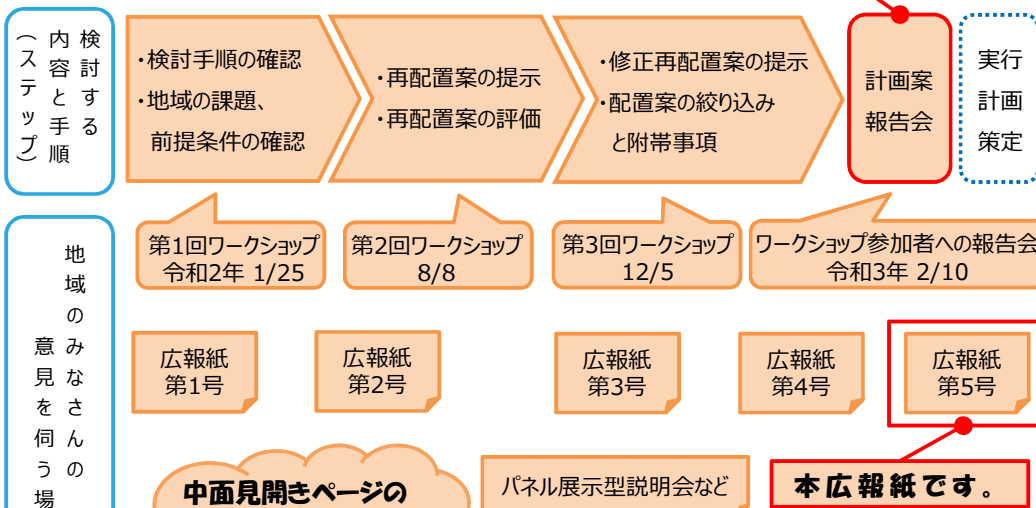 検討する
内容と手順
（ステップ）
・検討手順の確認
・地域の課題、
前提条件の確認
・再配置案の提示
・再配置案の評価
・修正再配置案の提示
・配置案の絞り込み
と附帯事項
計画案
報告会
実行
計画
策定
第1回ワークショップ
令和2年 1/25
第2回ワークショップ
8/8
第3回ワークショップ
12/5
ワークショップ参加者への報告会
令和3年 2/10
地域のみなさんの
意見を伺う場
広報紙
第1号
広報紙
第2号
広報紙
第3号
広報紙
第4号
広報紙
第5号
中面見開きページの
パネル展示型説明会など
本広報紙です。